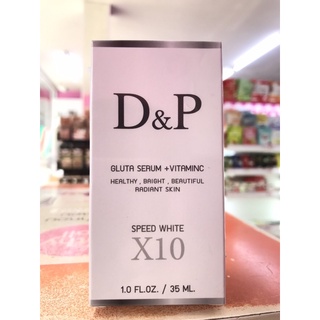 D&P
GLUTA SERUM +VITAMINC
HEALTHY , BRIGHT , BEAUTIFUL
RADIANT SKIN
SPEED WHITE
X10
1.0 FL.OZ. / 35 ML.